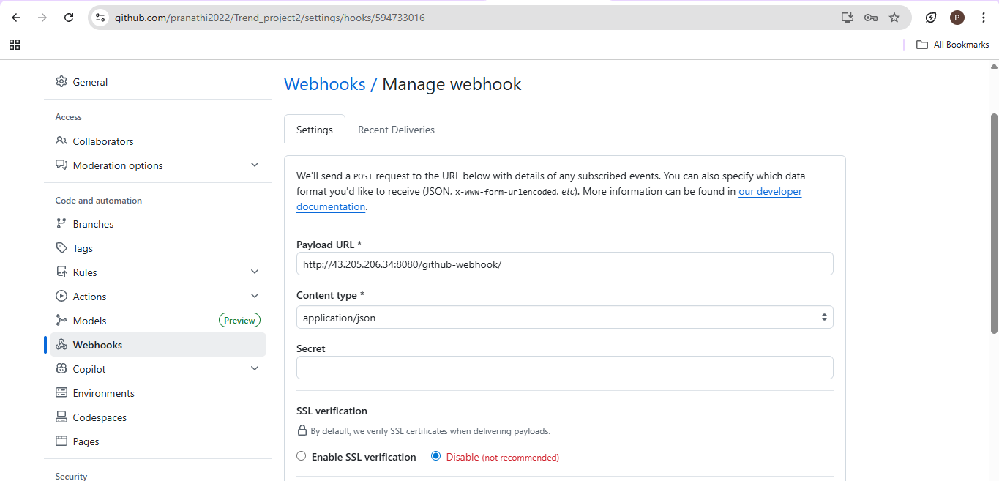 github.com/pranathi2022/Trend_project2/settings/hooks/594733016
P
All Bookmarks
General
Access
Collaborators
Moderation options
Code and automation
Branches
Tags
Rules
Actions
Models Preview
Webhooks
Copilot
Environments
Codespaces
Pages
Security
Webhooks / Manage webhook
Settings Recent Deliveries
We'll send a POST request to the URL below with details of any subscribed events. You can also specify which data
format you'd like to receive (JSON, x-www-form-urlencoded, etc). More information can be found in our developer
documentation.
Payload URL *
http://43.205.206.34:8080/github-webhook/
Content type *
application/json
Secret
SSL verification
By default, we verify SSL certificates when delivering payloads.
Enable SSL verification Disable (not recommended)